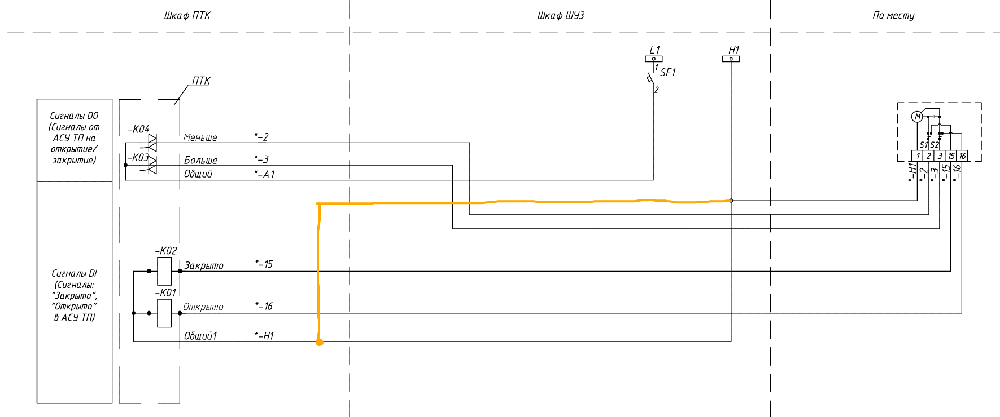 Шкаф ПТК
Шкаф ШУЗ
По месту
L1
H1
1
SF1
2
ПТК
Сигналы DO
(Сигналы от
АСУ ТП на
открытие/
закрытие)
-K04
Меньше
*-2
-K03
Больше
*-3
Общий
*-A1
M
S1
S2
1
2
3
15
16
*-H1
*-2
*-3
*-15
*-16
Сигналы DI
(Сигналы:
"Закрыто",
"Открыто"
в АСУ ТП)
-K02
Закрыто
*-15
-K01
Открыто
*-16
Общий1
*-H1